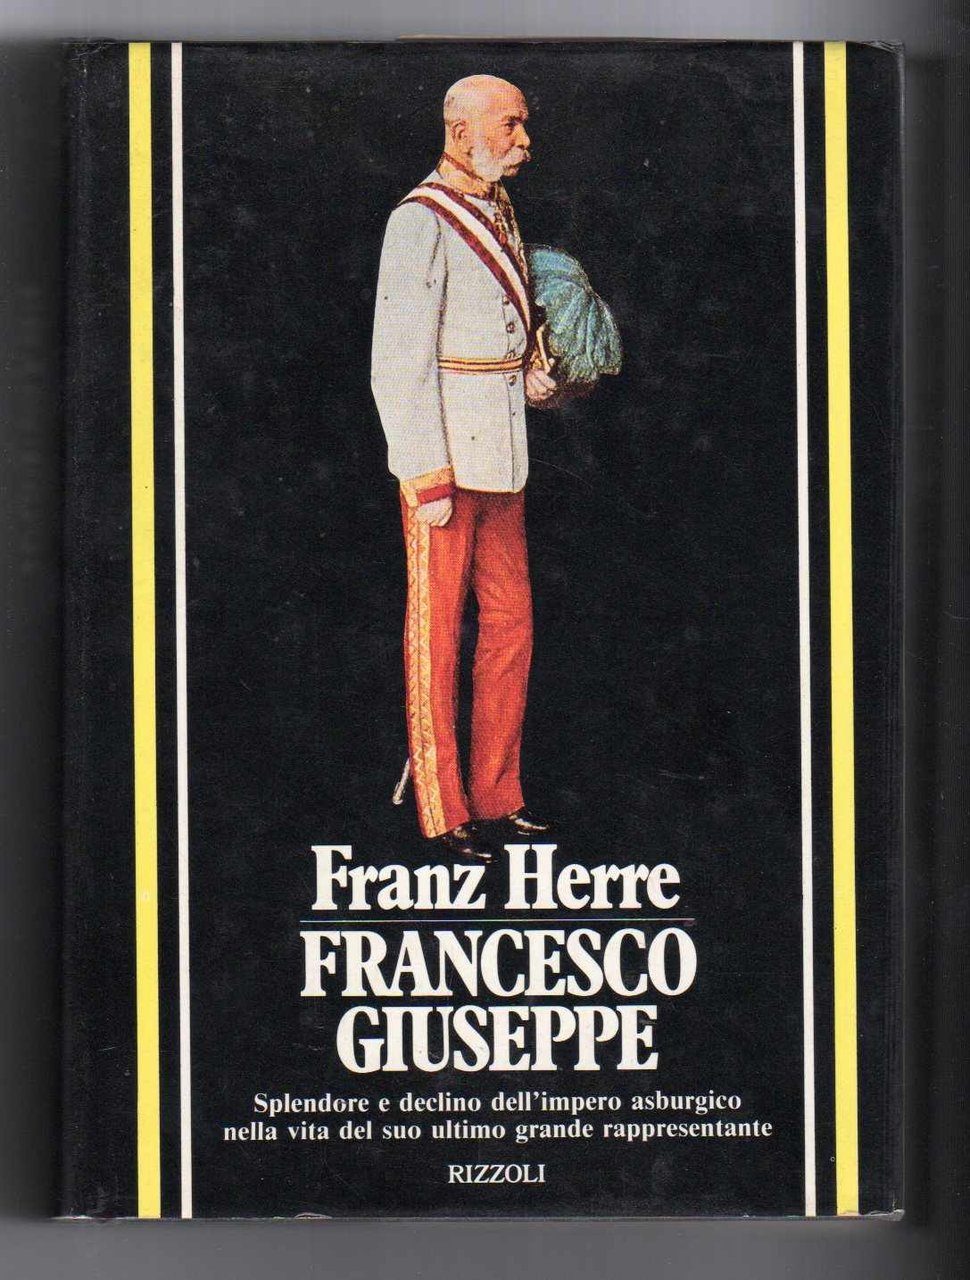 Franz Herre
FRANCESCO
GIUSEPPE
Splendore e declino dell'impero asburgico
nella vita del suo ultimo grande rappresentante
RIZZOLI